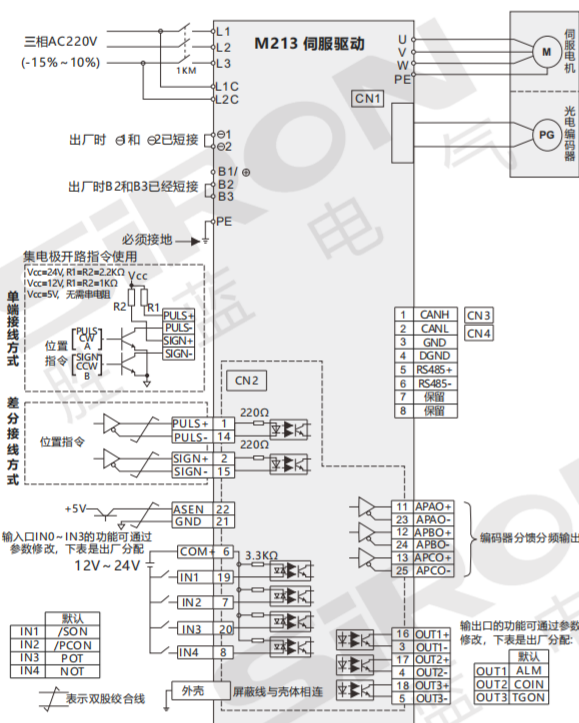 M213 伺服驱动
三相AC220V
(-15%~10%)
1KM
L1
L2
L3
L1C
L2C
出厂时 ⊖1和 ⊖2已短接
⊖1
⊖2
出厂时B2和B3已经短接
B1/ ⊕
B2
B3
必须接地
PE
U
V
W
PE
M
伺服电机
CN1
PG
光电编码器
集电极开路指令使用
Vcc=24V, R1=R2=2.2KΩ
Vcc=12V, R1=R2=1KΩ
Vcc=5V, 无需串电阻
Vcc
R2
R1
单端接线方式
位置指令
PULS
CW
A
SIGN
CCW
B
PULS+
PULS-
SIGN+
SIGN-
1 CANH
2 CANL
3 GND
4 DGND
5 RS485+
6 RS485-
7 保留
8 保留
CN3
CN4
CN2
差分接线方式
位置指令
PULS+ 1
PULS- 14
220Ω
SIGN+ 2
SIGN- 15
220Ω
+5V
ASEN 22
GND 21
输入口IN0~IN3的功能可通过
参数修改，下表是出厂分配
12V~24V
COM+ 6
3.3KΩ
IN1 19
IN2 7
IN3 20
IN4 8
默认
IN1 /SON
IN2 /PCON
IN3 POT
IN4 NOT
表示双股绞合线
外壳
屏蔽线与壳体相连
11 APAO+
23 APAO-
12 APBO+
24 APBO-
13 APCO+
25 APCO-
编码器分馈分频输出
16 OUT1+
3 OUT1-
17 OUT2+
4 OUT2-
18 OUT3+
5 OUT3-
输出口的功能可通过参数
修改，下表是出厂分配:
默认
OUT1 ALM
OUT2 COIN
OUT3 TGON
SiRON
胜蓝电气